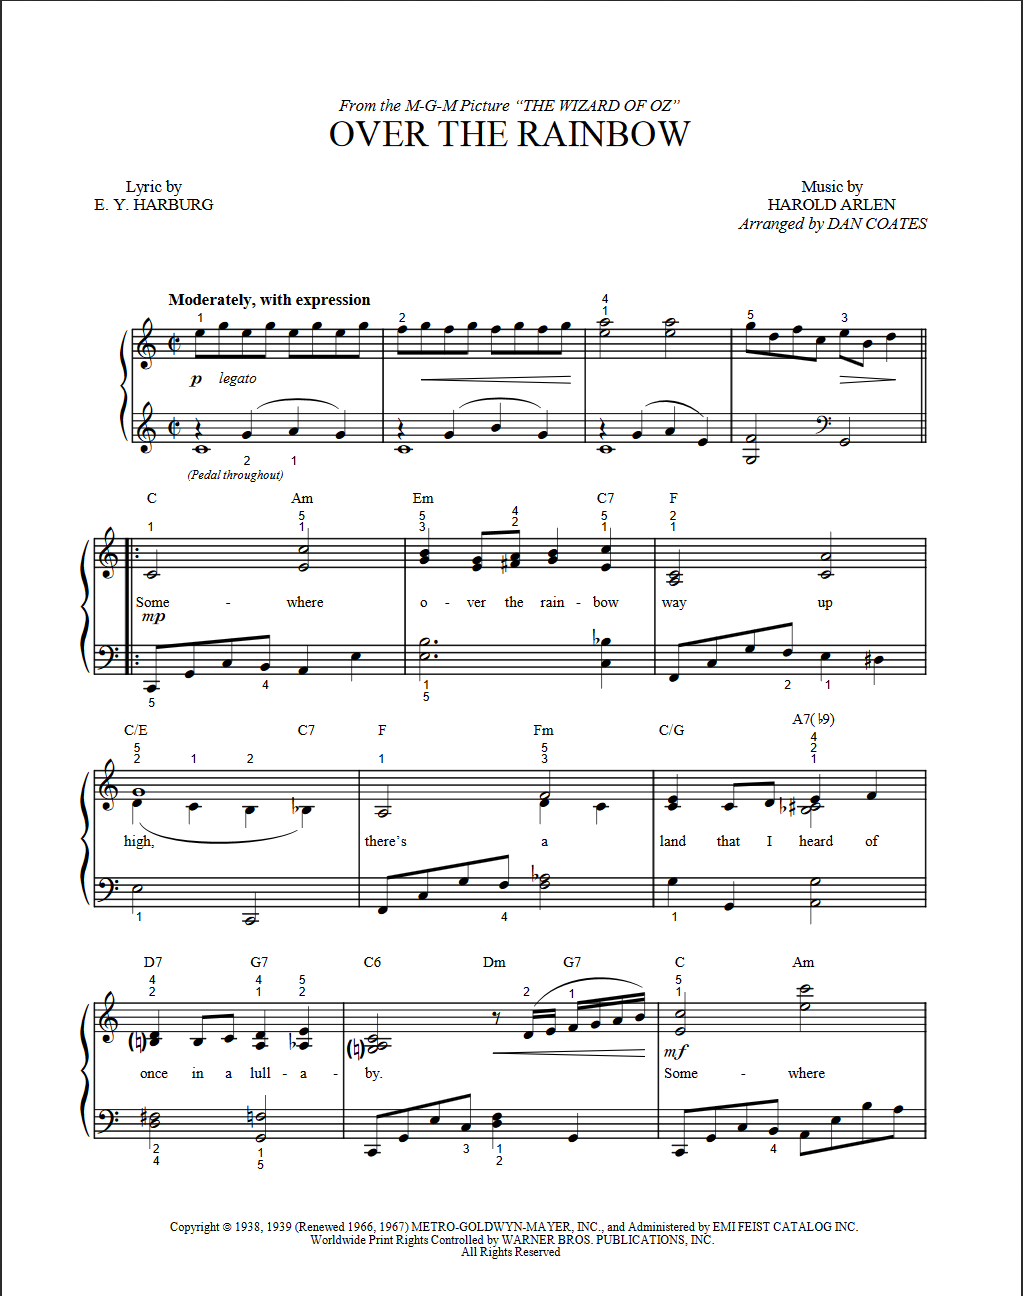 From the M-G-M Picture “THE WIZARD OF OZ”
OVER THE RAINBOW
Lyric by
E. Y. HARBURG
Music by
HAROLD ARLEN
Arranged by DAN COATES
Moderately, with expression
4
1 2 1 5 3
p legato
2 1
(Pedal throughout)
C Am Em C7 F
5 5 4 5 2
1 1 3 2 1 1
Some - where o - ver the rain - bow way up
mp
4 1 2 1
5 5
C/E C7 F Fm C/G A7(♭9)
5 5 4
2 1 2 1 3 2
1
high, there’s a land that I heard of
1 4 1
D7 G7 C6 Dm G7 C Am
4 4 5 5
2 1 2 2 1 1
(♮) (♮)
mf
once in a lull - a - by. Some - where
2 1 3 1 4
4 5 2
Copyright © 1938, 1939 (Renewed 1966, 1967) METRO-GOLDWYN-MAYER, INC., and Administered by EMI FEIST CATALOG INC.
Worldwide Print Rights Controlled by WARNER BROS. PUBLICATIONS, INC.
All Rights Reserved